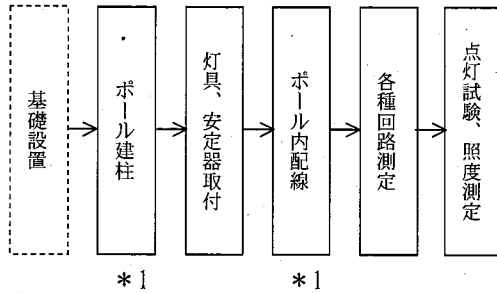 基礎設置
ポール建柱
灯具、安定器取付
ポール内配線
各種回路測定
点灯試験、照度測定
*1
*1